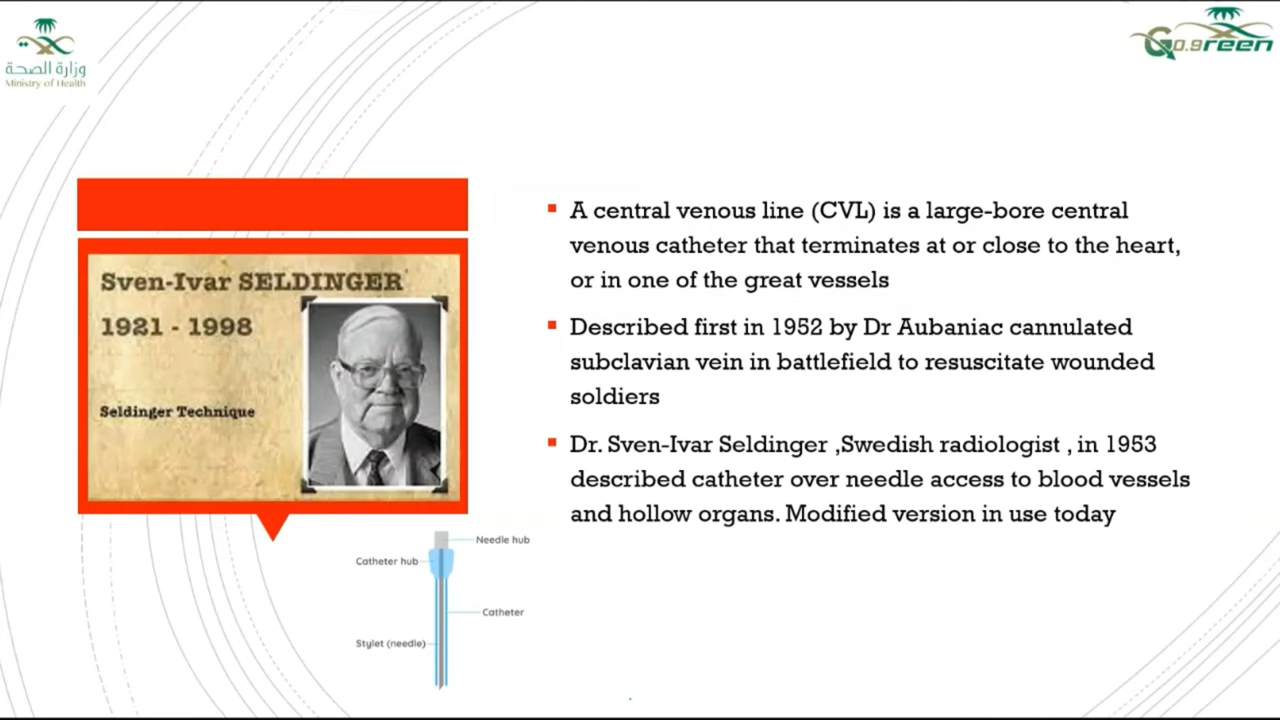 وزارة الصحة
Ministry of Health
Go.green
Sven-Ivar SELDINGER
1921 - 1998
Seldinger Technique
A central venous line (CVL) is a large-bore central
venous catheter that terminates at or close to the heart,
or in one of the great vessels
Described first in 1952 by Dr Aubaniac cannulated
subclavian vein in battlefield to resuscitate wounded
soldiers
Dr. Sven-Ivar Seldinger ,Swedish radiologist , in 1953
described catheter over needle access to blood vessels
and hollow organs. Modified version in use today
Needle hub
Catheter hub
Catheter
Stylet (needle)